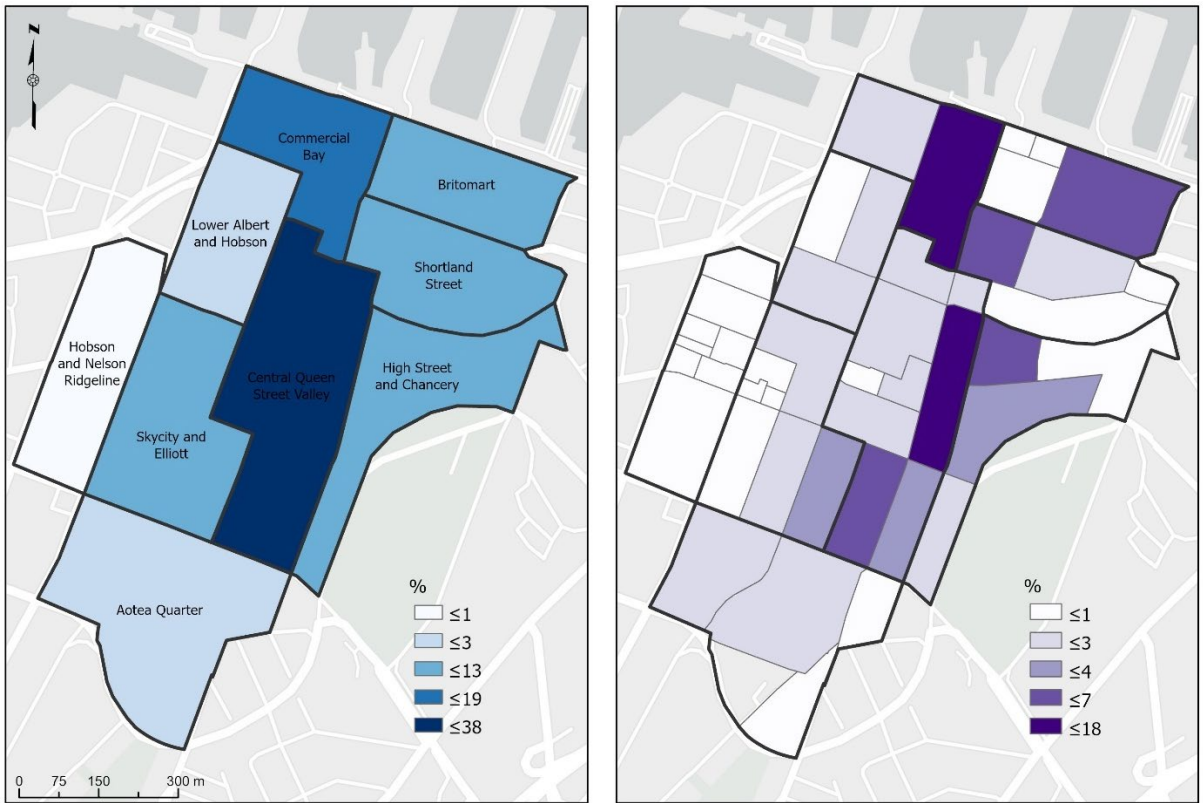 N
Commercial
Bay
Britomart
Lower Albert
and Hobson
Shortland
Street
Hobson
and Nelson
Ridgeline
Central Queen
Street Valley
High Street
and Chancery
Skycity and
Elliott
Aotea Quarter
%
≤1
≤3
≤13
≤19
≤38
0 75 150 300 m
%
≤1
≤3
≤4
≤7
≤18